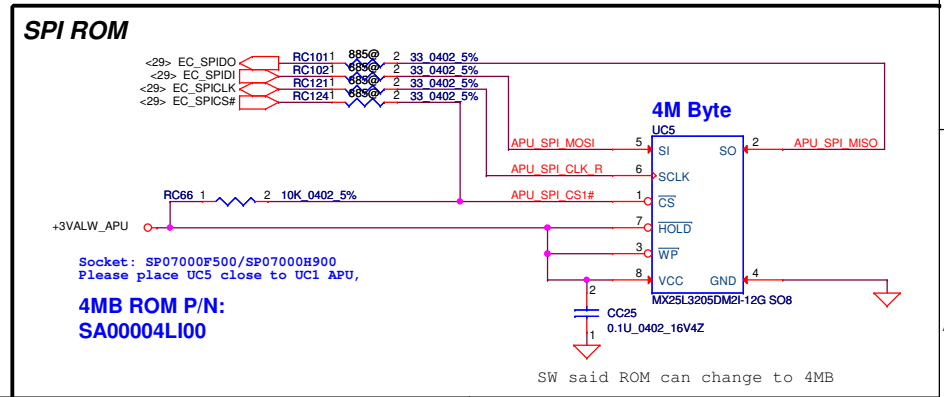 SPI ROM
<29> EC_SPIDO RC101 1 885@ 2 33_0402_5%
<29> EC_SPIDI RC102 1 885@ 2 33_0402_5%
<29> EC_SPICLK RC121 1 885@ 2 33_0402_5%
<29> EC_SPICS# RC124 1 885@ 2 33_0402_5%
4M Byte
UC5
APU_SPI_MOSI 5 SI SO 2 APU_SPI_MISO
APU_SPI_CLK_R 6 SCLK
RC66 1 2 10K_0402_5% APU_SPI_CS1# 1 CS
+3VALW_APU 7 HOLD
3 WP
Socket: SP07000F500/SP07000H900
Please place UC5 close to UC1 APU,
8 VCC GND 4
MX25L3205DM2I-12G SO8
4MB ROM P/N:
SA00004LI00
2
CC25
0.1U_0402_16V4Z
1
SW said ROM can change to 4MB